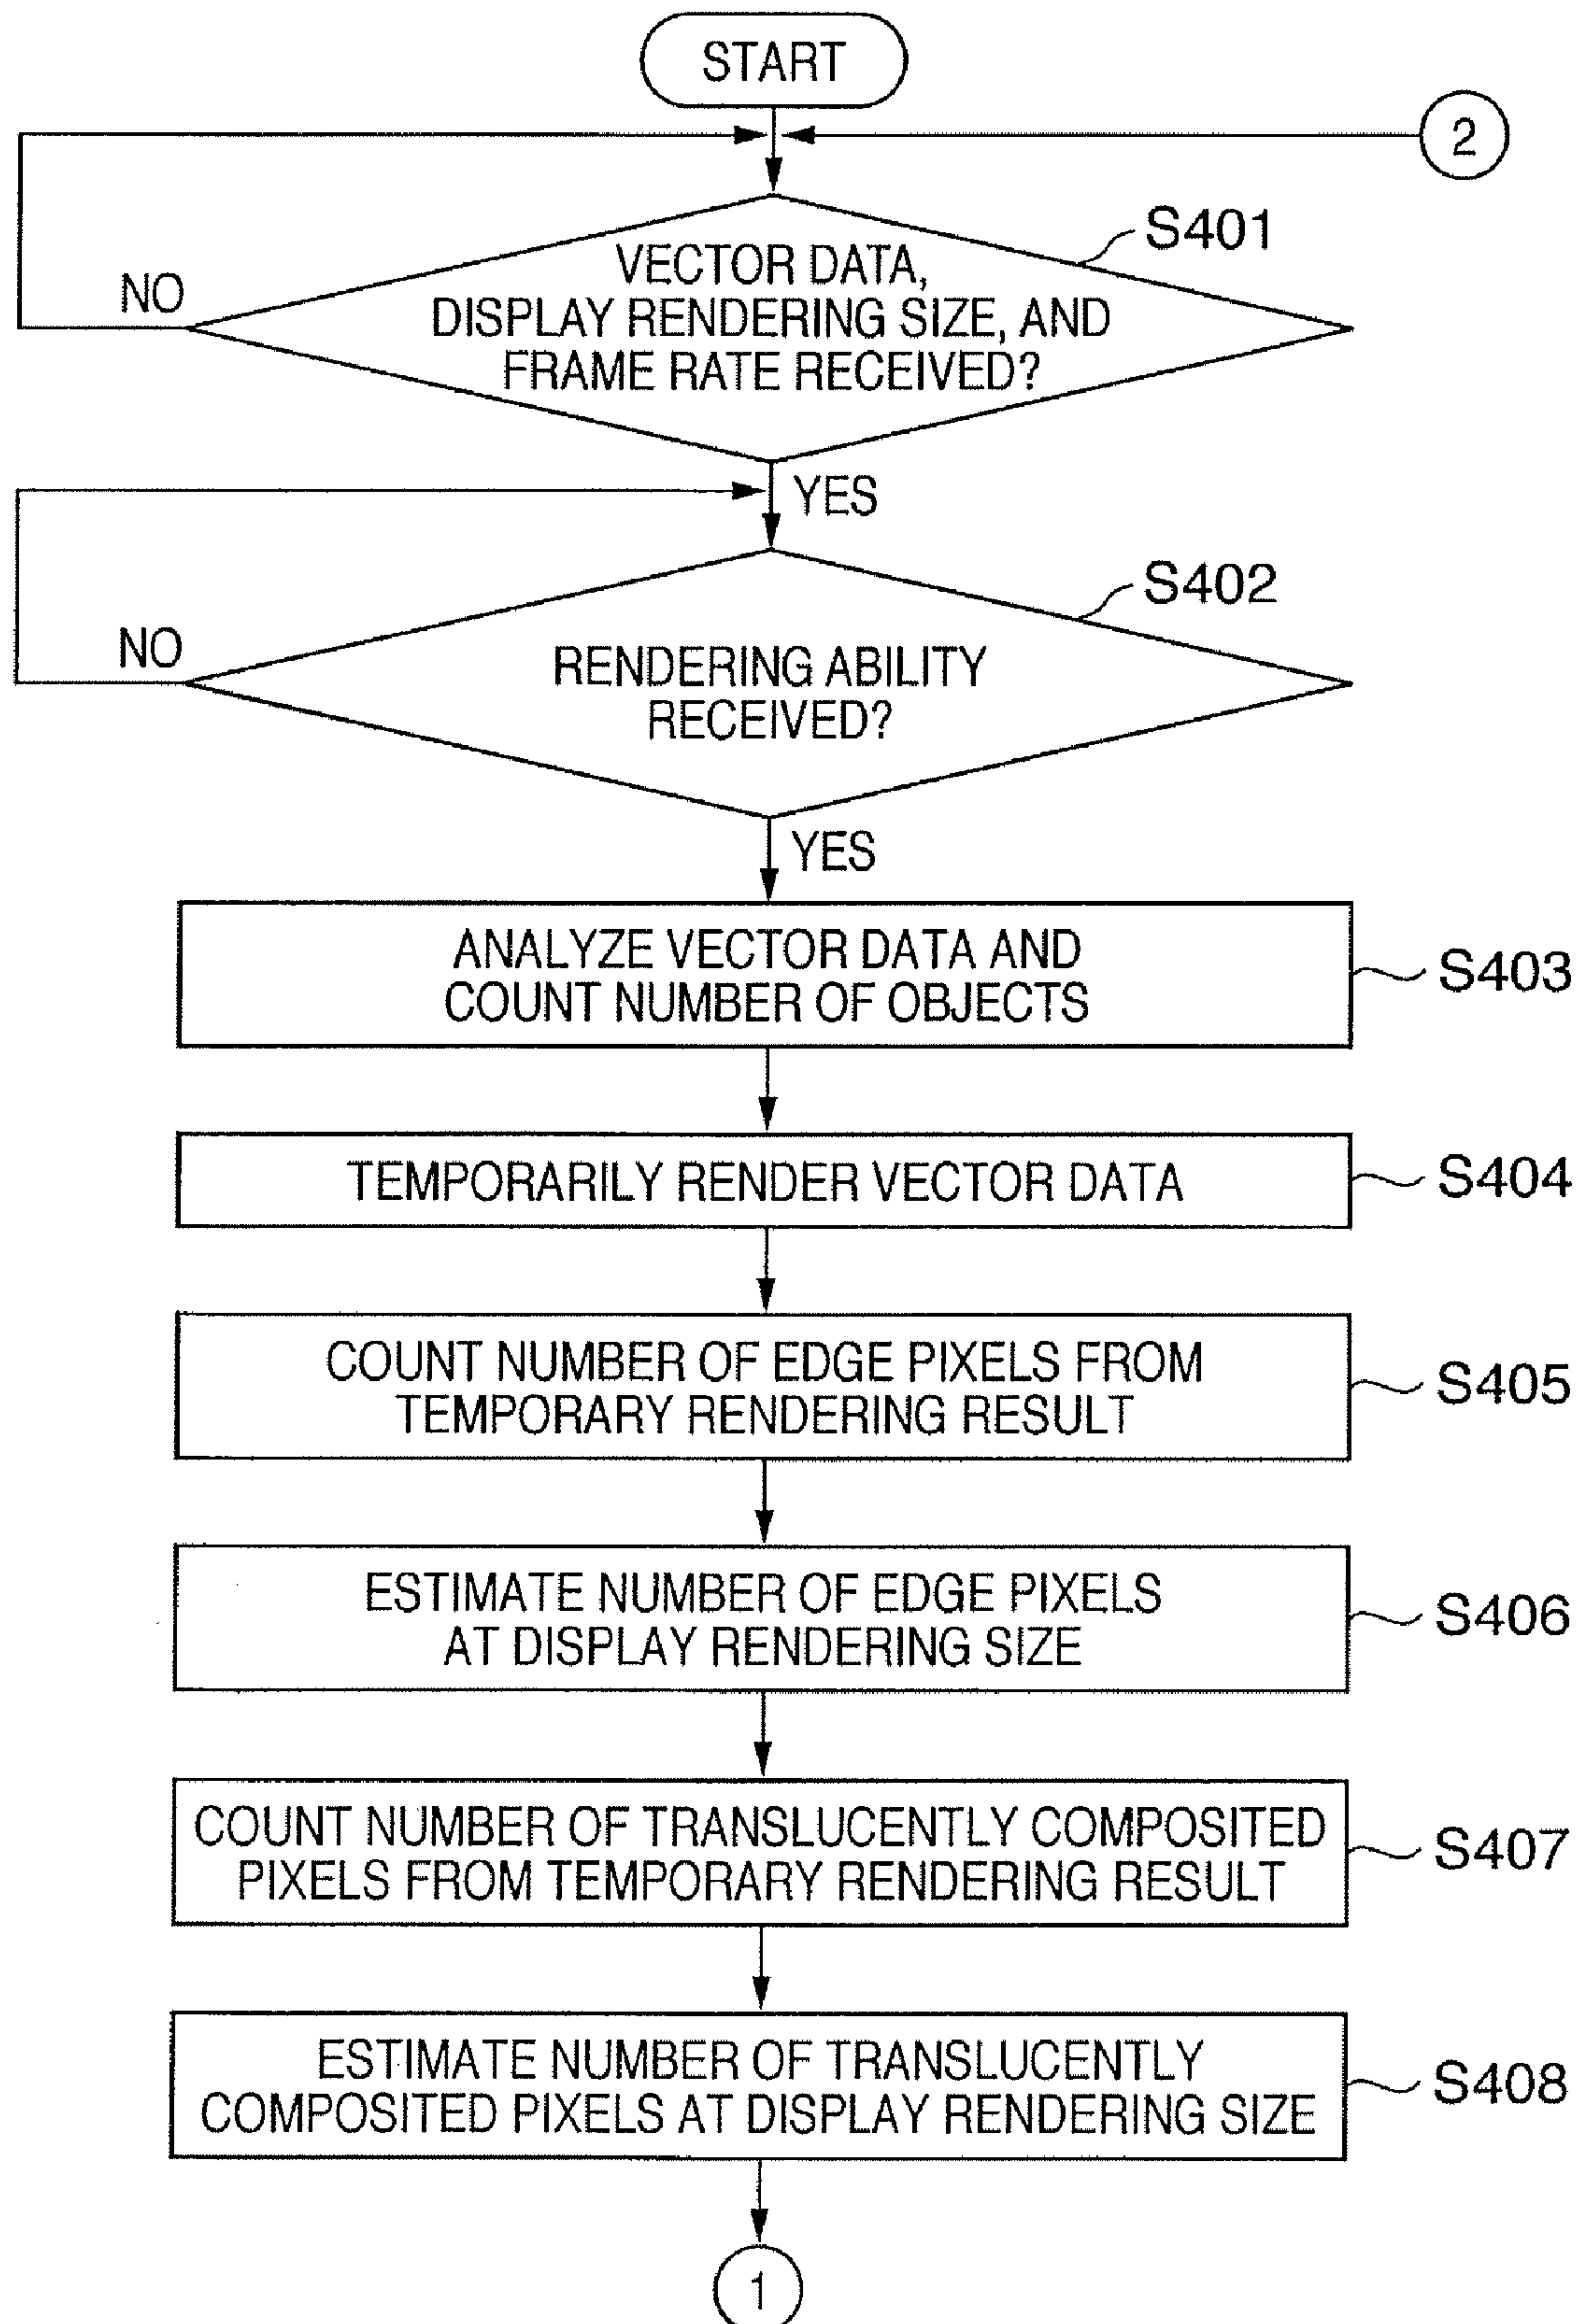 START
2
S401
VECTOR DATA,
DISPLAY RENDERING SIZE, AND
FRAME RATE RECEIVED?
NO
YES
S402
RENDERING ABILITY
RECEIVED?
NO
YES
ANALYZE VECTOR DATA AND
COUNT NUMBER OF OBJECTS
S403
TEMPORARILY RENDER VECTOR DATA
S404
COUNT NUMBER OF EDGE PIXELS FROM
TEMPORARY RENDERING RESULT
S405
ESTIMATE NUMBER OF EDGE PIXELS
AT DISPLAY RENDERING SIZE
S406
COUNT NUMBER OF TRANSLUCENTLY COMPOSITED
PIXELS FROM TEMPORARY RENDERING RESULT
S407
ESTIMATE NUMBER OF TRANSLUCENTLY
COMPOSITED PIXELS AT DISPLAY RENDERING SIZE
S408
1